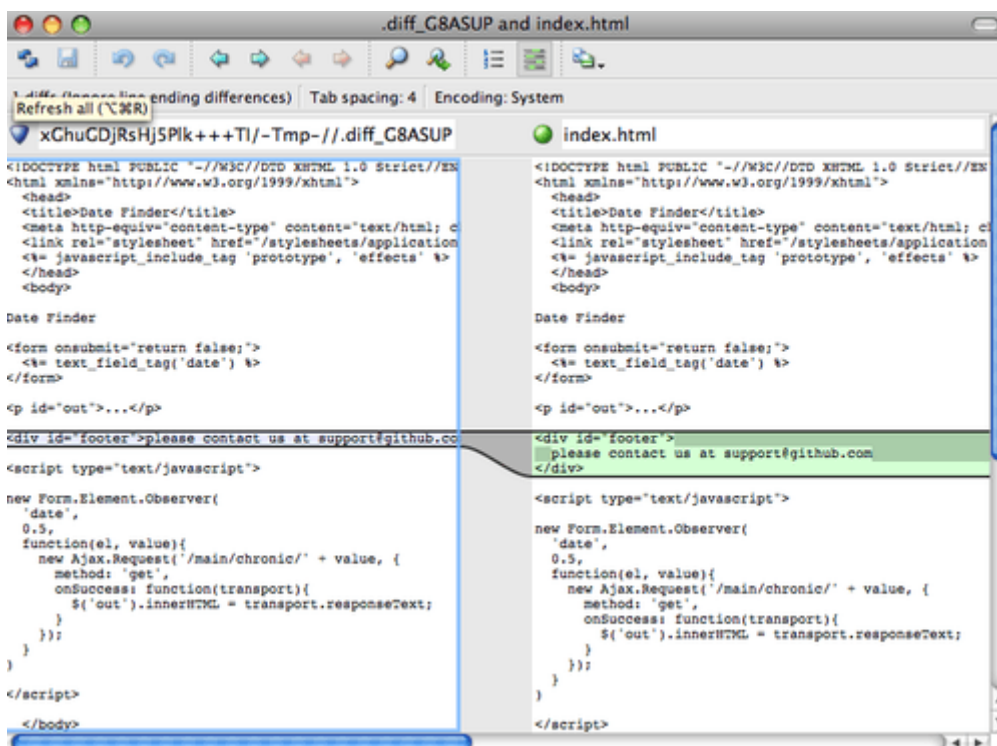 .diff_G8ASUP and index.html
ending differences) Tab spacing: 4 Encoding: System
Refresh all (⌥⌘R)
xGhuGDjRsHj5Plk+++TI/-Tmp-//.diff_G8ASUP
<!DOCTYPE html PUBLIC "-//W3C//DTD XHTML 1.0 Strict//EN
<html xmlns="http://www.w3.org/1999/xhtml">
<head>
<title>Date Finder</title>
<meta http-equiv="content-type" content="text/html; c
<link rel="stylesheet" href="/stylesheets/application
<%= javascript_include_tag 'prototype', 'effects' %>
</head>
<body>
Date Finder
<form onsubmit="return false;">
<%= text_field_tag('date') %>
</form>
<p id="out">...</p>
<div id="footer">please contact us at support@github.co
<script type="text/javascript">
new Form.Element.Observer(
'date',
0.5,
function(el, value){
new Ajax.Request('/main/chronic/' + value, {
method: 'get',
onSuccess: function(transport){
$('out').innerHTML = transport.responseText;
}
});
}
)
</script>
</body>
index.html
<!DOCTYPE html PUBLIC "-//W3C//DTD XHTML 1.0 Strict//EN
<html xmlns="http://www.w3.org/1999/xhtml">
<head>
<title>Date Finder</title>
<meta http-equiv="content-type" content="text/html; c
<link rel="stylesheet" href="/stylesheets/application
<%= javascript_include_tag 'prototype', 'effects' %>
</head>
<body>
Date Finder
<form onsubmit="return false;">
<%= text_field_tag('date') %>
</form>
<p id="out">...</p>
<div id="footer">
please contact us at support@github.com
</div>
<script type="text/javascript">
new Form.Element.Observer(
'date',
0.5,
function(el, value){
new Ajax.Request('/main/chronic/' + value, {
method: 'get',
onSuccess: function(transport){
$('out').innerHTML = transport.responseText;
}
});
}
)
</script>